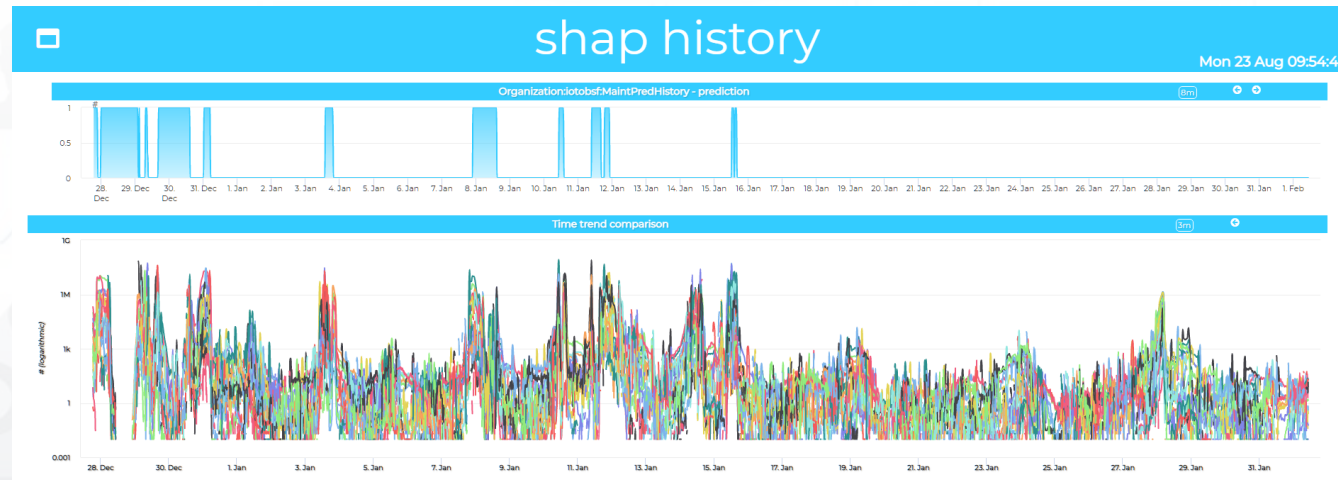 shap history
Mon 23 Aug 09:54:4
Organization:iotobsf:MaintPredHistory - prediction
8m
1
0.5
0
28. Dec 29. Dec 30. Dec 31. Dec 1. Jan 2. Jan 3. Jan 4. Jan 5. Jan 6. Jan 7. Jan 8. Jan 9. Jan 10. Jan 11. Jan 12. Jan 13. Jan 14. Jan 15. Jan 16. Jan 17. Jan 18. Jan 19. Jan 20. Jan 21. Jan 22. Jan 23. Jan 24. Jan 25. Jan 26. Jan 27. Jan 28. Jan 29. Jan 30. Jan 31. Jan 1. Feb
Time trend comparison
3m
1G
1M
# (logarithmic)
1k
1
0.001
28. Dec 30. Dec 1. Jan 3. Jan 5. Jan 7. Jan 9. Jan 11. Jan 13. Jan 15. Jan 17. Jan 19. Jan 21. Jan 23. Jan 25. Jan 27. Jan 29. Jan 31. Jan